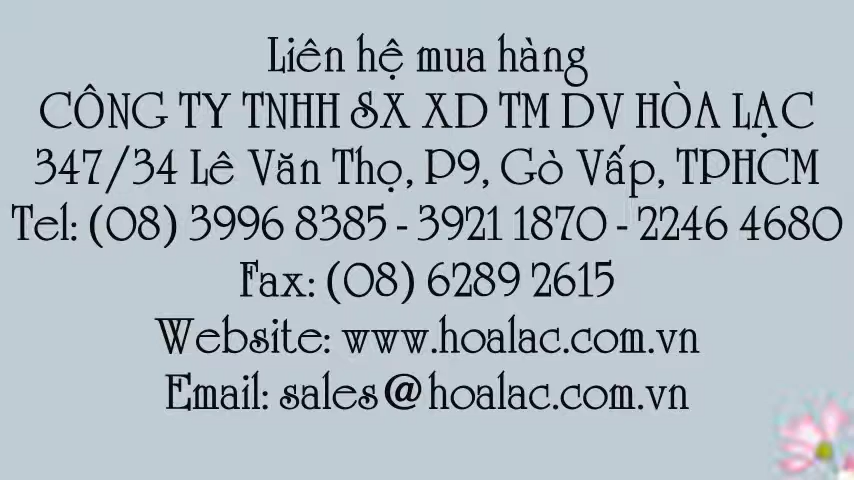 Liên hệ mua hàng
CÔNG TY TNHH SX XD TM DV HÒA LẠC
347/34 Lê Văn Thọ, P9, Gò Vấp, TPHCM
Tel: (08) 3996 8385 - 3921 1870 - 2246 4680
Fax: (08) 6289 2615
Website: www.hoalac.com.vn
Email: sales@hoalac.com.vn